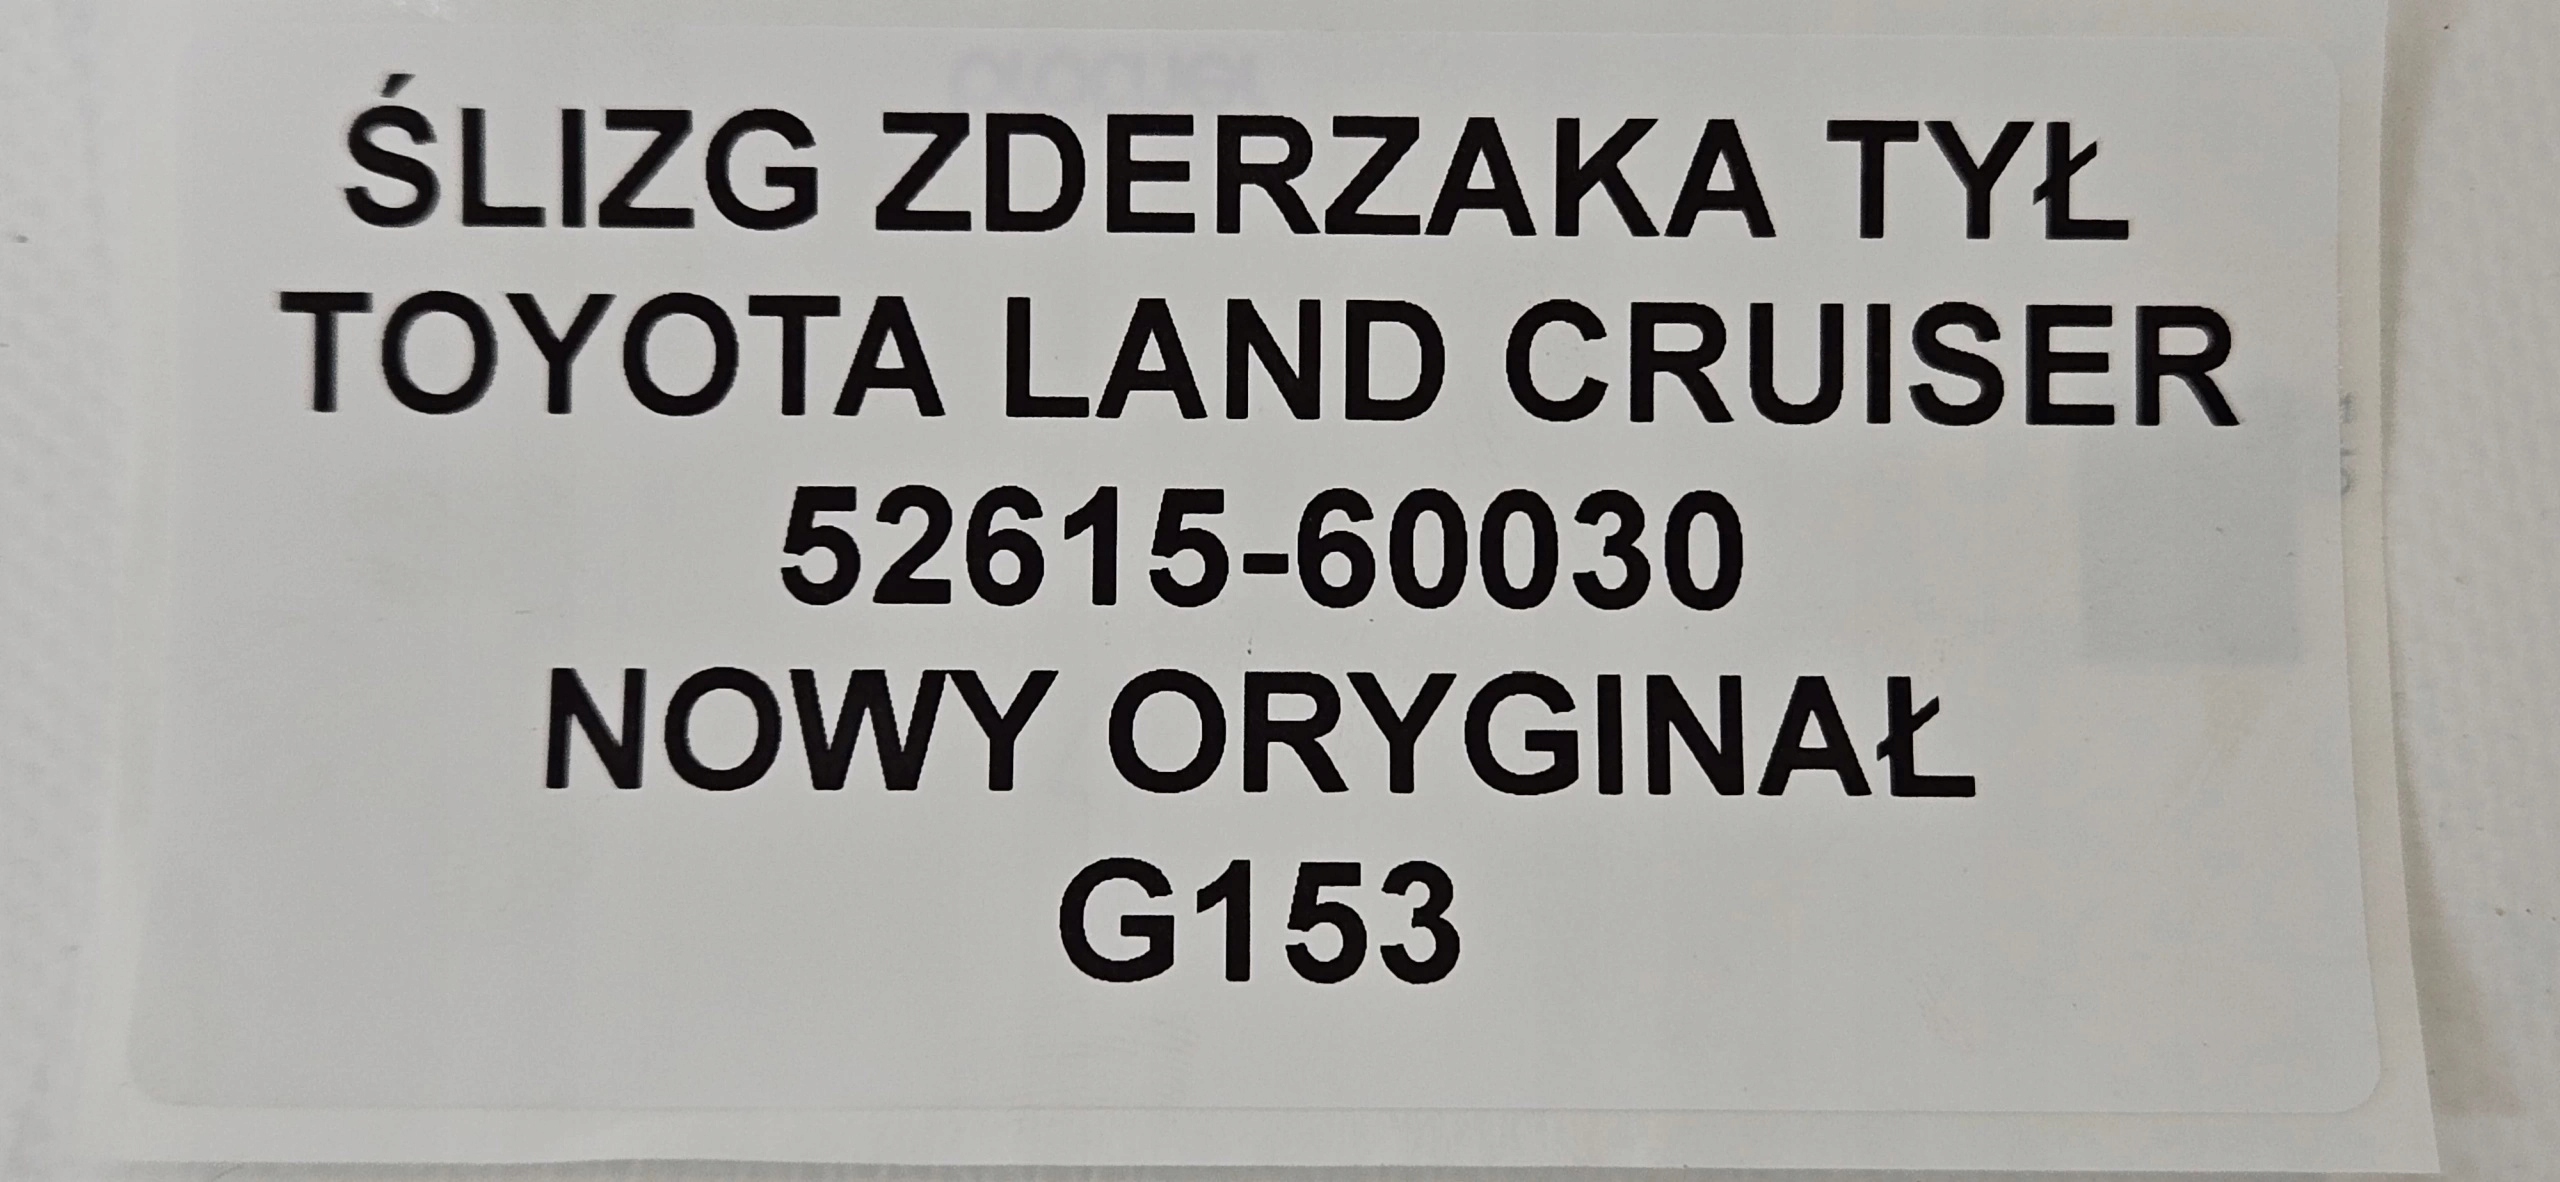 ŚLIZG ZDERZAKA TYŁ
TOYOTA LAND CRUISER
52615-60030
NOWY ORYGINAŁ
G153